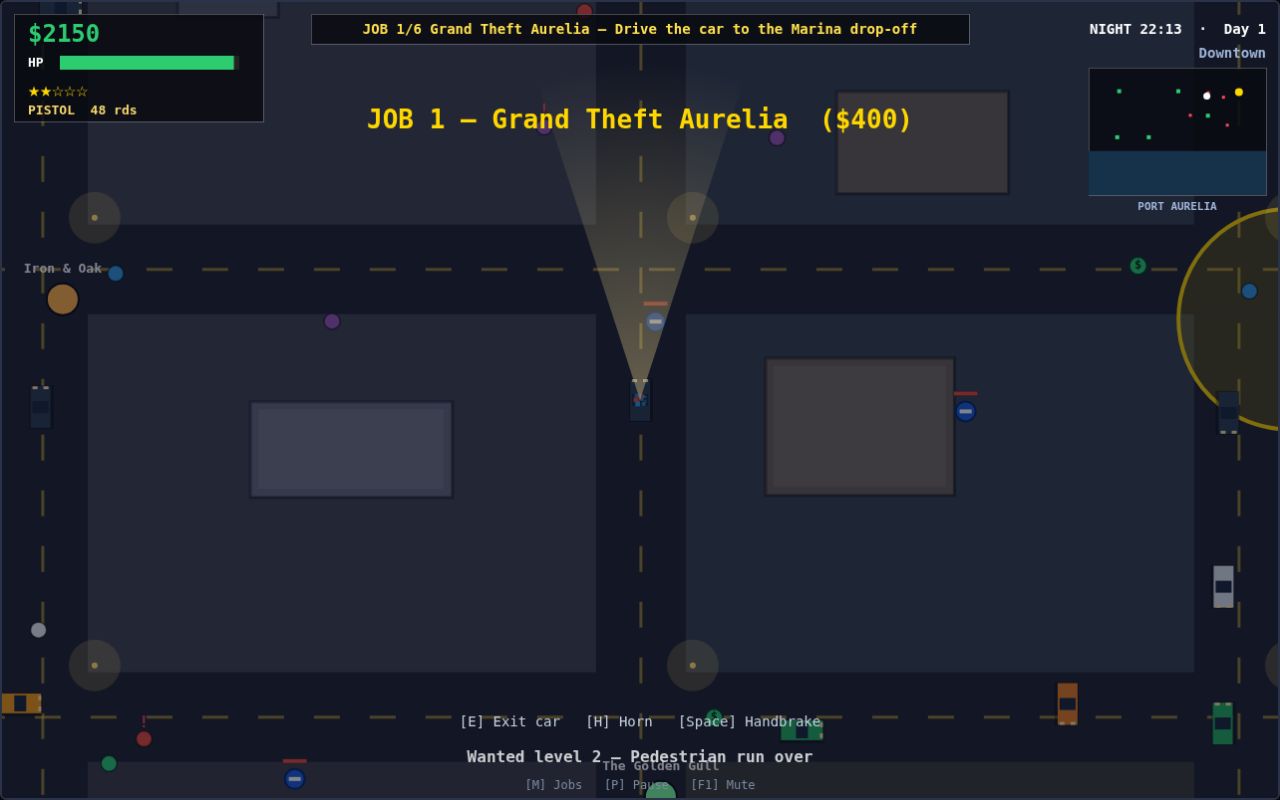 $2150
HP
★★☆☆☆☆
PISTOL 48 rds
JOB 1/6 Grand Theft Aurelia — Drive the car to the Marina drop-off
NIGHT 22:13 · Day 1
Downtown
PORT AURELIA
JOB 1 — Grand Theft Aurelia ($400)
Iron & Oak
$
!
$
[E] Exit car [H] Horn [Space] Handbrake
Wanted level 2 — Pedestrian run over
The Golden Gull
[M] Jobs [P] Pause [F1] Mute